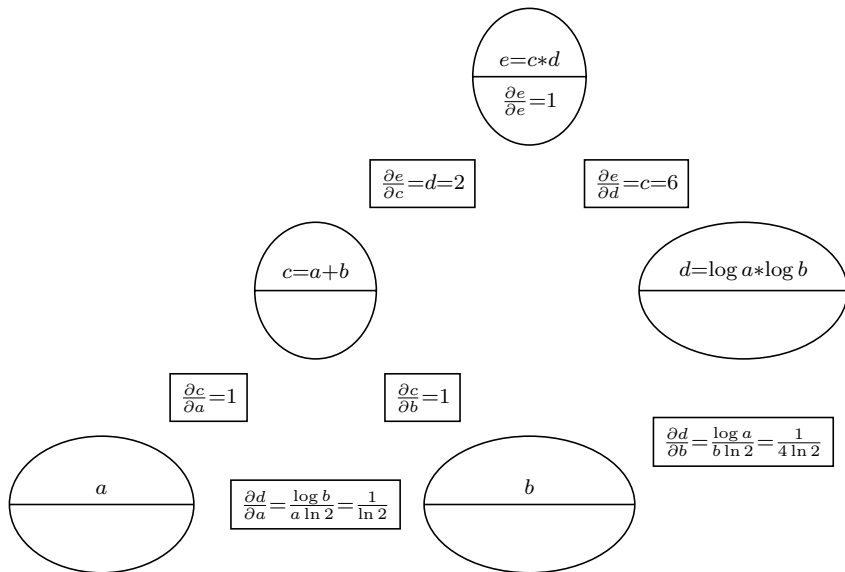 e=c*d
∂e/∂e=1
∂e/∂c=d=2
∂e/∂d=c=6
c=a+b
d=log a*log b
∂c/∂a=1
∂c/∂b=1
∂d/∂b=log a/b ln 2=1/4 ln 2
a
b
∂d/∂a=log b/a ln 2=1/ln 2